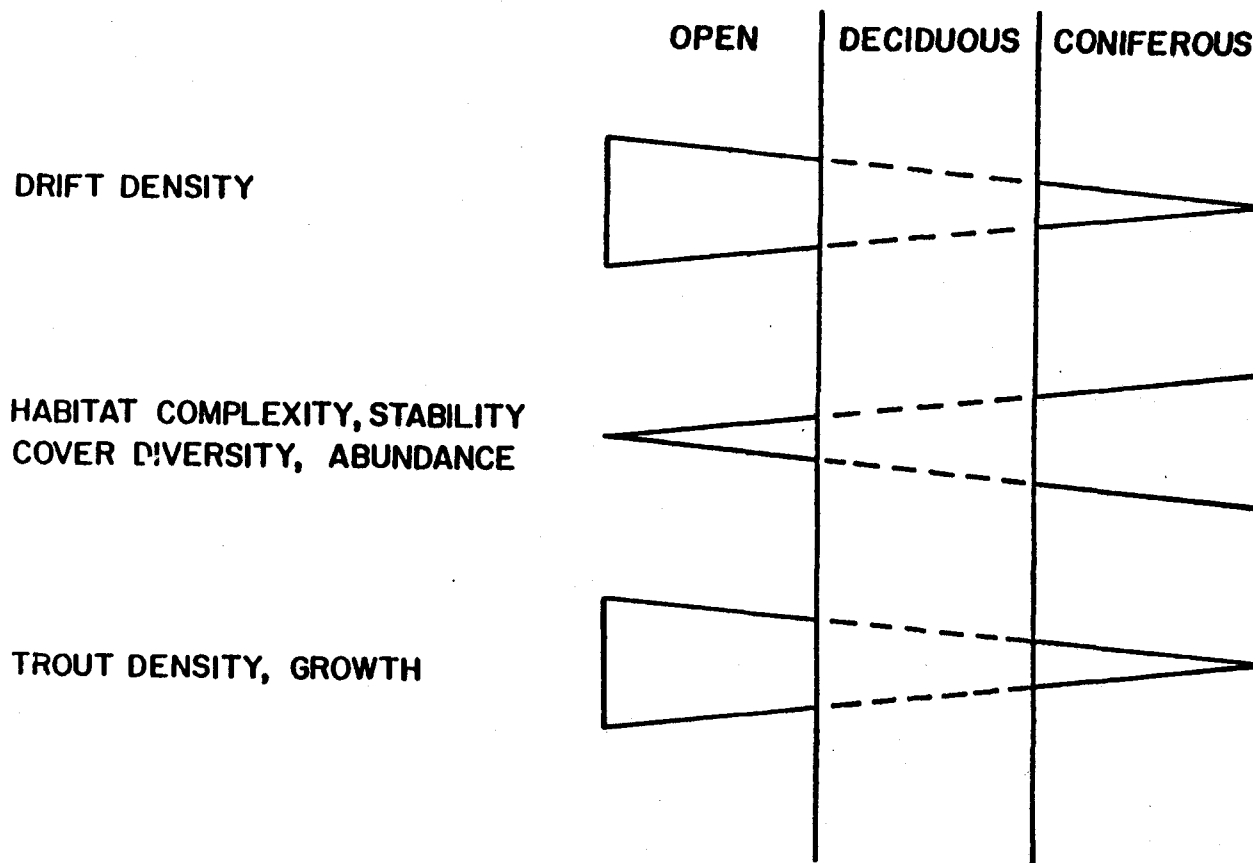 OPEN DECIDUOUS CONIFEROUS
DRIFT DENSITY
HABITAT COMPLEXITY, STABILITY
COVER DIVERSITY, ABUNDANCE
TROUT DENSITY, GROWTH